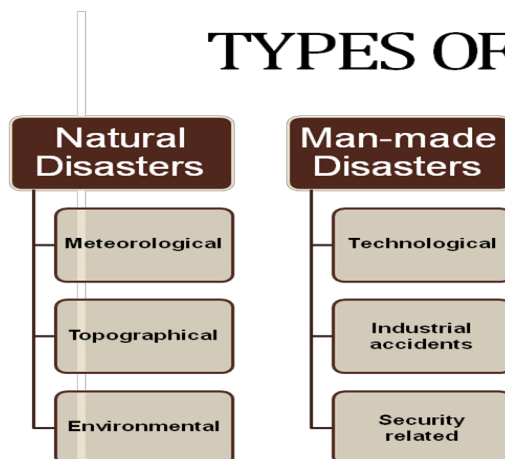 TYPES OF
Natural
Disasters
Meteorological
Topographical
Environmental
Man-made
Disasters
Technological
Industrial
accidents
Security
related